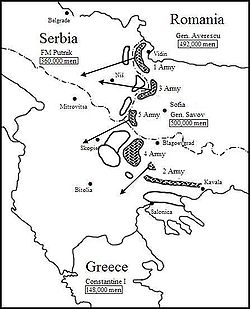 Belgrade
Romania
Gen. Averescu
492,000 men
Serbia
FM Putnik
360,000 men
Vidin
1 Army
Niš
3 Army
Mitrovitsa
Sofia
5 Army
Gen. Savov
500,000 men
Skopie
Blagoevgrad
4 Army
2 Army
Bitolia
Kavala
Salonica
Greece
Constantine I
148,000 men